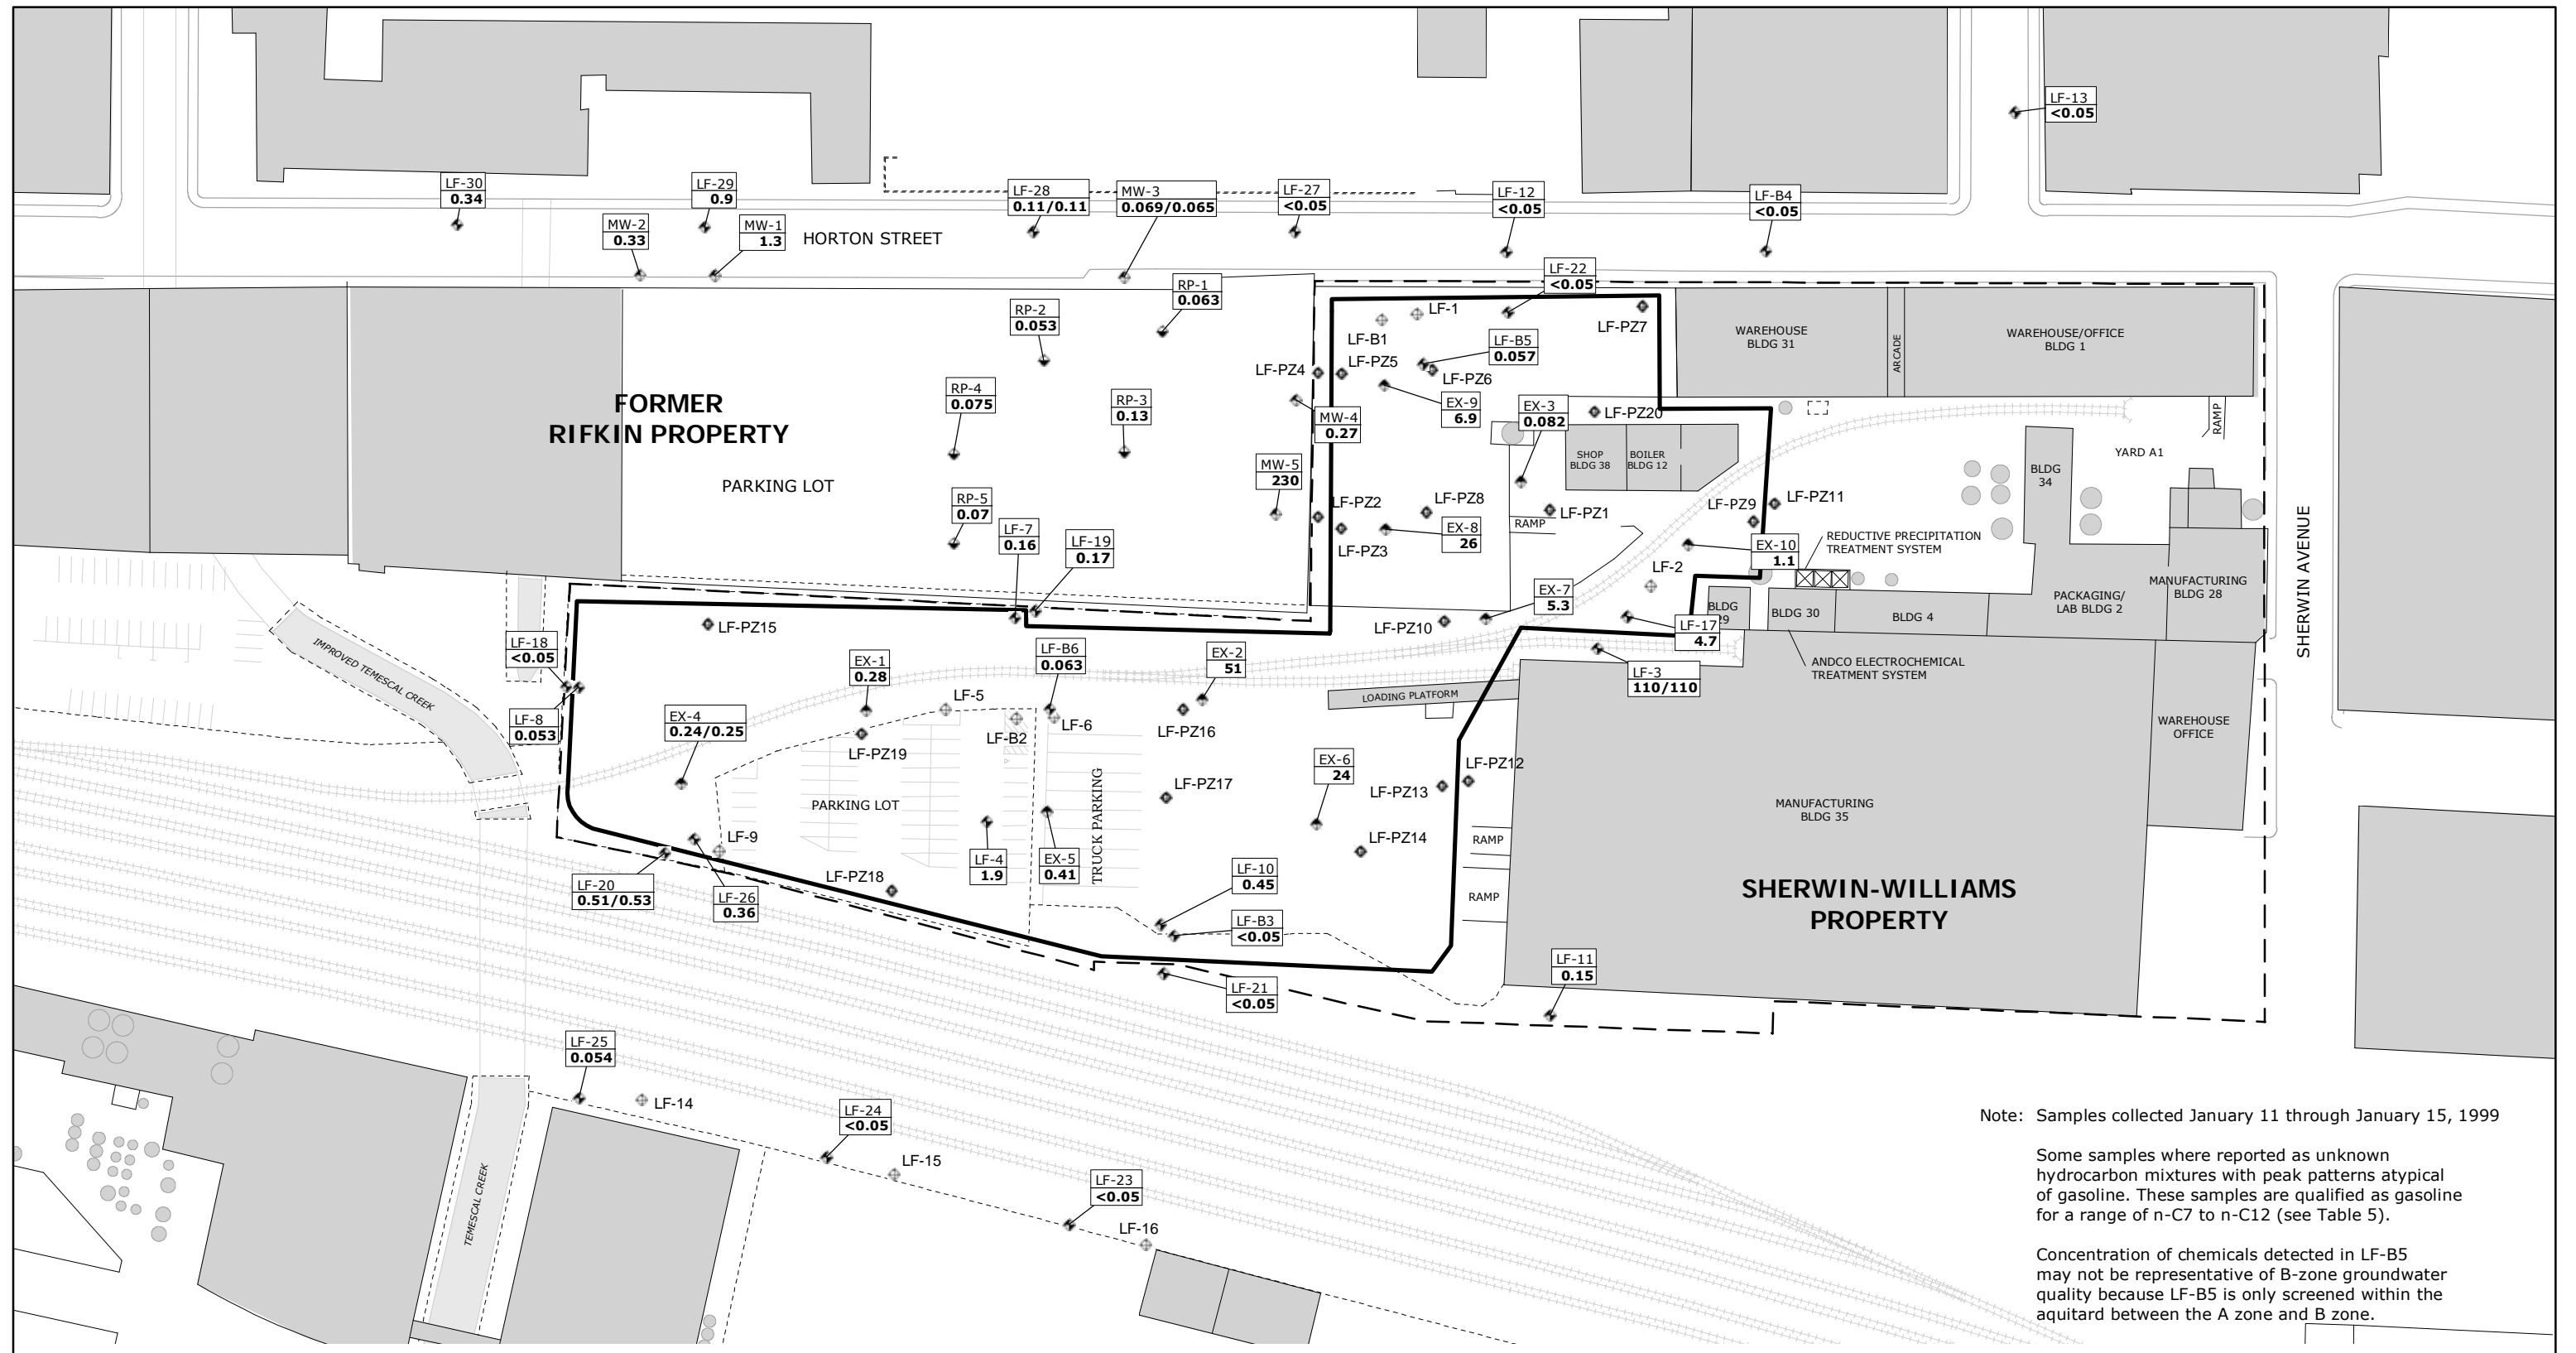 LF-13
<0.05
LF-30
0.34
LF-29
0.9
LF-28
0.11/0.11
MW-3
0.069/0.065
LF-27
<0.05
LF-12
<0.05
LF-B4
<0.05
MW-2
0.33
MW-1
1.3
HORTON STREET
LF-22
<0.05
RP-1
0.063
RP-2
0.053
LF-1
LF-B1
LF-PZ7
LF-B5
0.057
WAREHOUSE
BLDG 31
ARCADE
WAREHOUSE/OFFICE
BLDG 1
LF-PZ4
LF-PZ5
LF-PZ6
RP-4
0.075
RP-3
0.13
FORMER
RIFKIN PROPERTY
MW-4
0.27
EX-9
6.9
EX-3
0.082
LF-PZ20
RAMP
SHOP
BLDG 38
BOILER
BLDG 12
YARD A1
BLDG
34
MW-5
230
PARKING LOT
RP-5
0.07
LF-PZ2
LF-PZ8
LF-PZ1
LF-PZ9
LF-PZ11
RAMP
EX-8
26
LF-PZ3
LF-7
0.16
LF-19
0.17
EX-10
1.1
REDUCTIVE PRECIPITATION
TREATMENT SYSTEM
SHERWIN AVENUE
LF-2
EX-7
5.3
MANUFACTURING
BLDG 28
PACKAGING/
LAB BLDG 2
BLDG
29
BLDG 30
BLDG 4
LF-PZ15
LF-PZ10
LF-17
4.7
LF-18
<0.05
IMPROVED TEMESCAL CREEK
EX-1
0.28
LF-B6
0.063
EX-2
51
LF-3
110/110
ANDCO ELECTROCHEMICAL
TREATMENT SYSTEM
LOADING PLATFORM
LF-5
LF-8
0.053
EX-4
0.24/0.25
LF-6
LF-B2
LF-PZ16
LF-PZ19
WAREHOUSE
OFFICE
EX-6
24
LF-PZ12
LF-PZ13
LF-PZ17
PARKING LOT
TRUCK PARKING
MANUFACTURING
BLDG 35
LF-9
LF-PZ14
RAMP
LF-4
1.9
EX-5
0.41
LF-PZ18
LF-10
0.45
LF-20
0.51/0.53
LF-26
0.36
RAMP
SHERWIN-WILLIAMS
PROPERTY
LF-B3
<0.05
LF-11
0.15
LF-21
<0.05
LF-25
0.054
LF-14
LF-24
<0.05
LF-15
LF-23
<0.05
LF-16
TEMESCAL CREEK
Note: Samples collected January 11 through January 15, 1999
Some samples where reported as unknown
hydrocarbon mixtures with peak patterns atypical
of gasoline. These samples are qualified as gasoline
for a range of n-C7 to n-C12 (see Table 5).
Concentration of chemicals detected in LF-B5
may not be representative of B-zone groundwater
quality because LF-B5 is only screened within the
aquitard between the A zone and B zone.